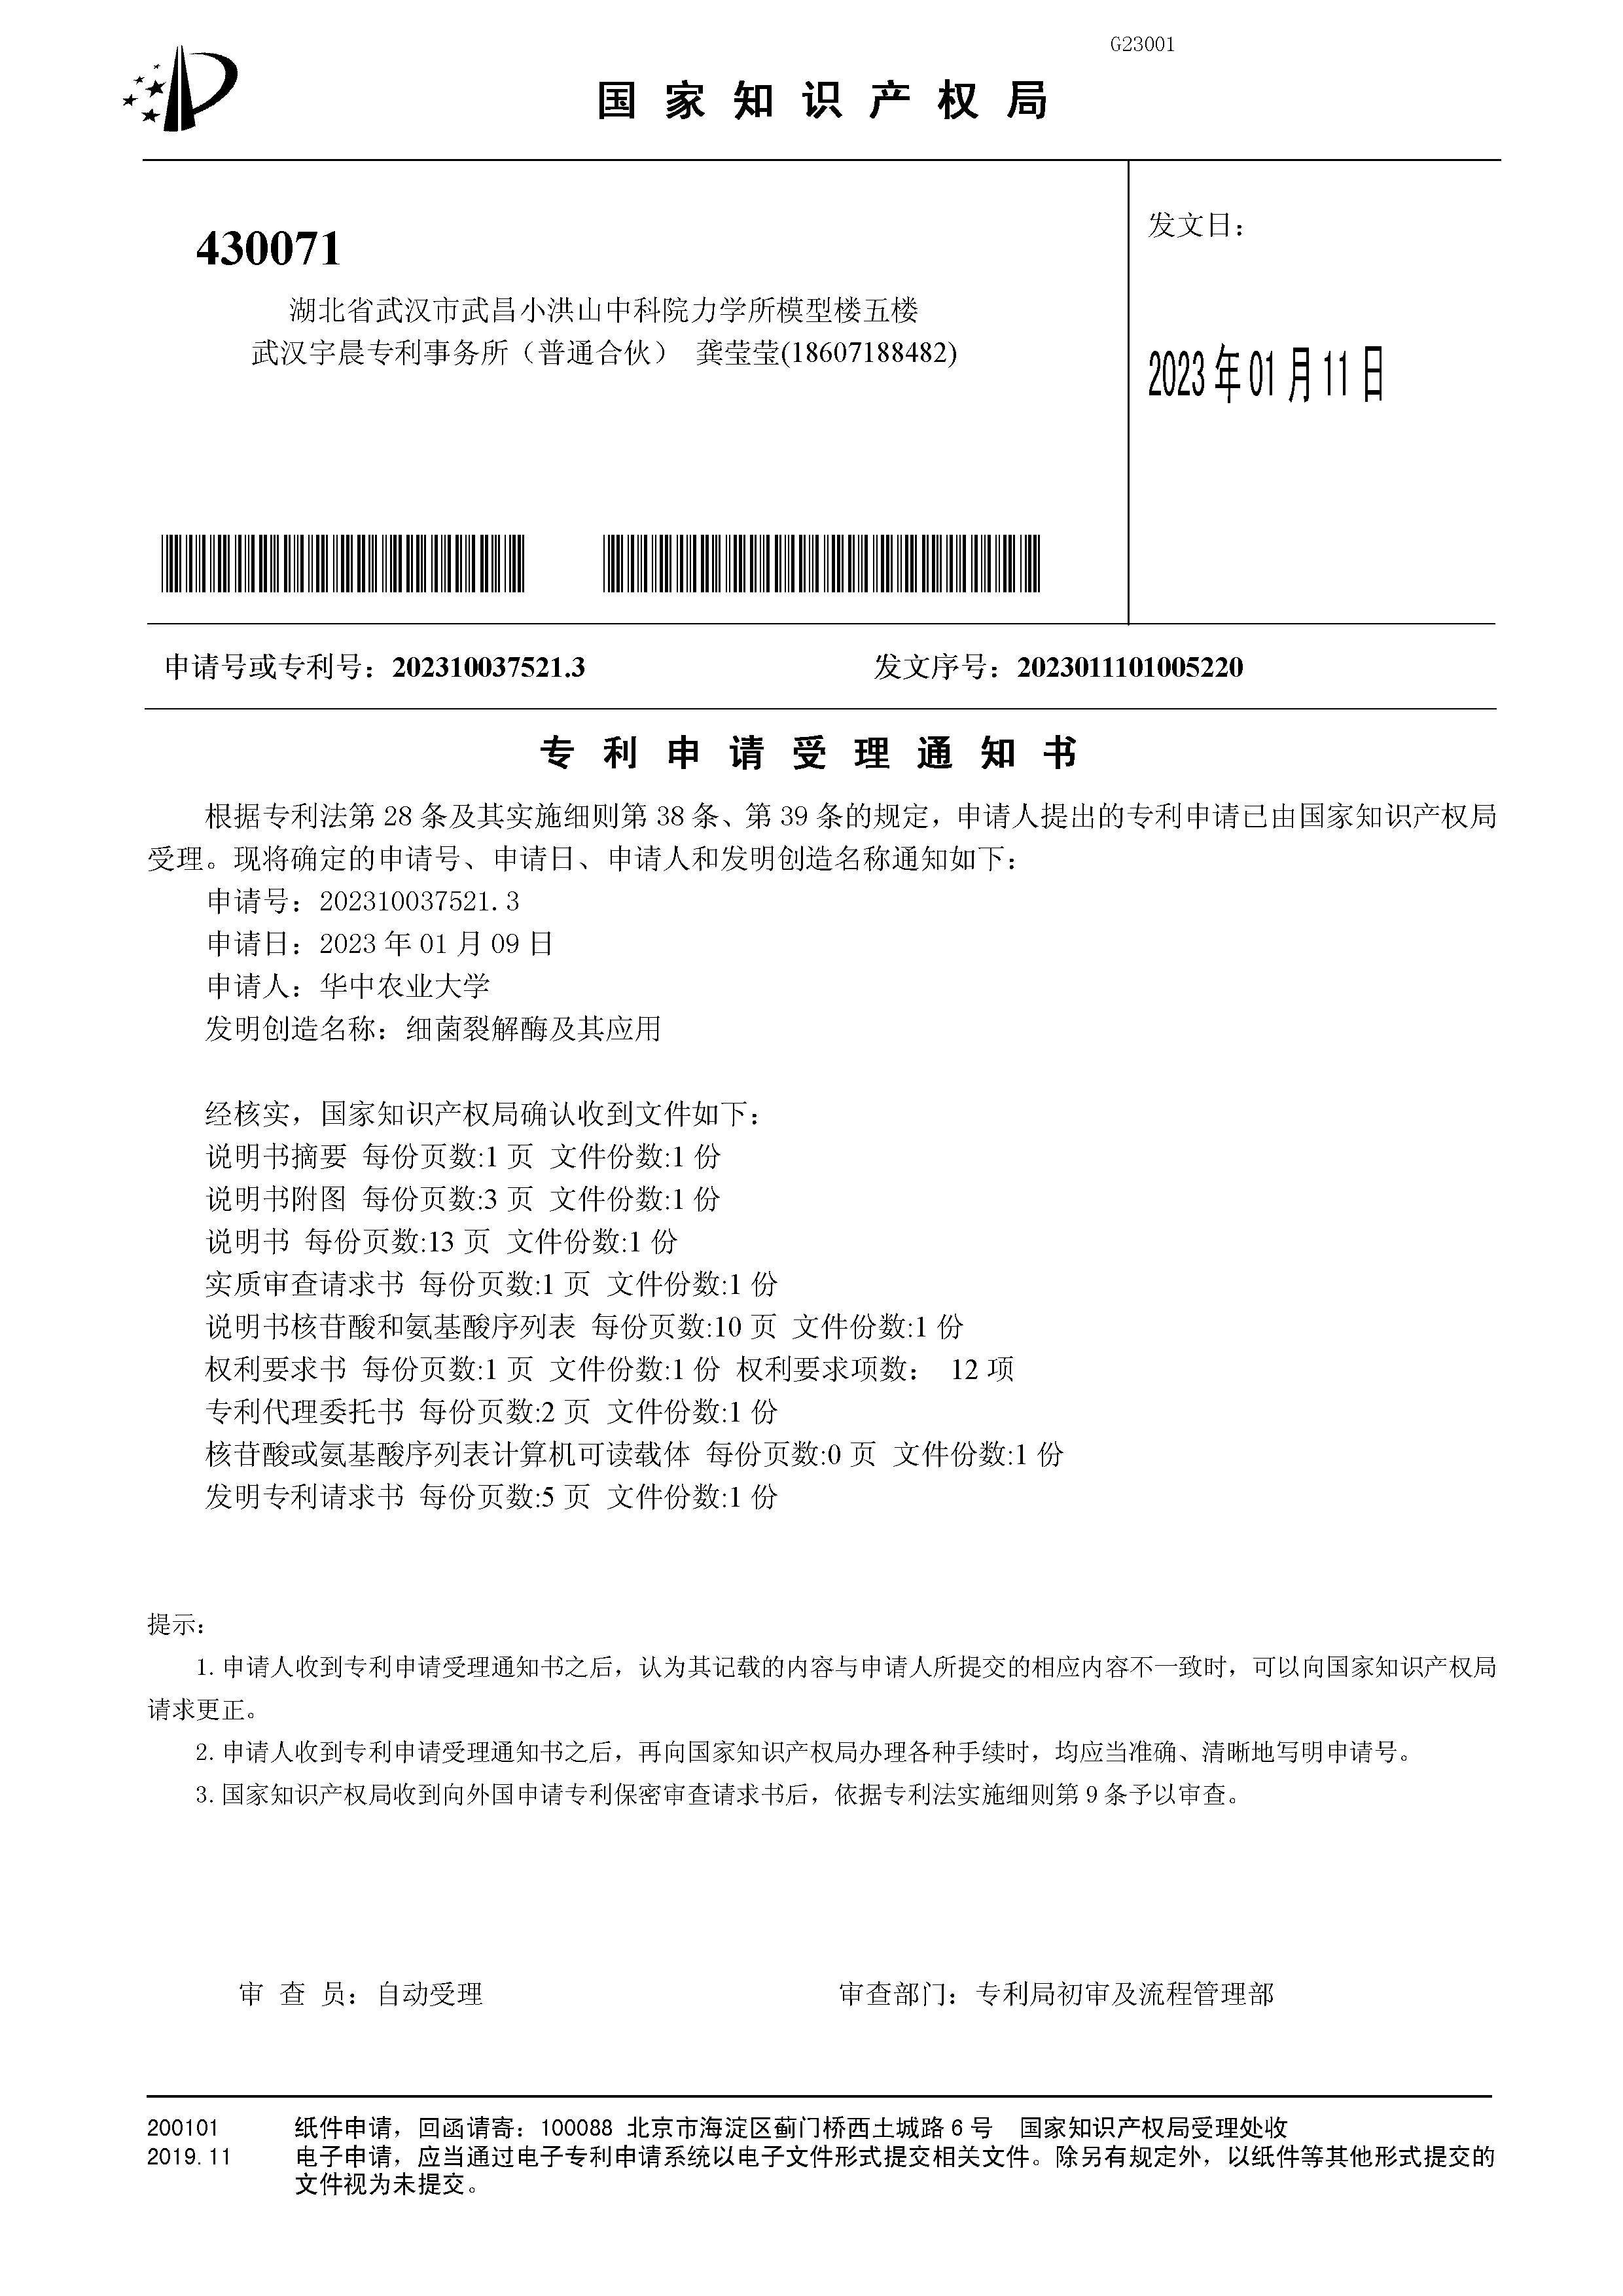 G23001
国家知识产权局
430071
湖北省武汉市武昌小洪山中科院力学所模型楼五楼
武汉宇晨专利事务所（普通合伙） 龚莹莹(18607188482)
发文日：
2023年01月11日
申请号或专利号：202310037521.3
发文序号：2023011101005220
专利申请受理通知书
根据专利法第28条及其实施细则第38条、第39条的规定，申请人提出的专利申请已由国家知识产权局
受理。现将确定的申请号、申请日、申请人和发明创造名称通知如下：
申请号：202310037521.3
申请日：2023年01月09日
申请人：华中农业大学
发明创造名称：细菌裂解酶及其应用
经核实，国家知识产权局确认收到文件如下：
说明书摘要 每份页数:1页 文件份数:1份
说明书附图 每份页数:3页 文件份数:1份
说明书 每份页数:13页 文件份数:1份
实质审查请求书 每份页数:1页 文件份数:1份
说明书核苷酸和氨基酸序列表 每份页数:10页 文件份数:1份
权利要求书 每份页数:1页 文件份数:1份 权利要求项数： 12项
专利代理委托书 每份页数:2页 文件份数:1份
核苷酸或氨基酸序列表计算机可读载体 每份页数:0页 文件份数:1份
发明专利请求书 每份页数:5页 文件份数:1份
提示：
1.申请人收到专利申请受理通知书之后，认为其记载的内容与申请人所提交的相应内容不一致时，可以向国家知识产权局
请求更正。
2.申请人收到专利申请受理通知书之后，再向国家知识产权局办理各种手续时，均应当准确、清晰地写明申请号。
3.国家知识产权局收到向外国申请专利保密审查请求书后，依据专利法实施细则第9条予以审查。
审 查 员：自动受理
审查部门：专利局初审及流程管理部
200101 纸件申请，回函请寄：100088 北京市海淀区蓟门桥西土城路6号 国家知识产权局受理处收
2019.11 电子申请，应当通过电子专利申请系统以电子文件形式提交相关文件。除另有规定外，以纸件等其他形式提交的
文件视为未提交。